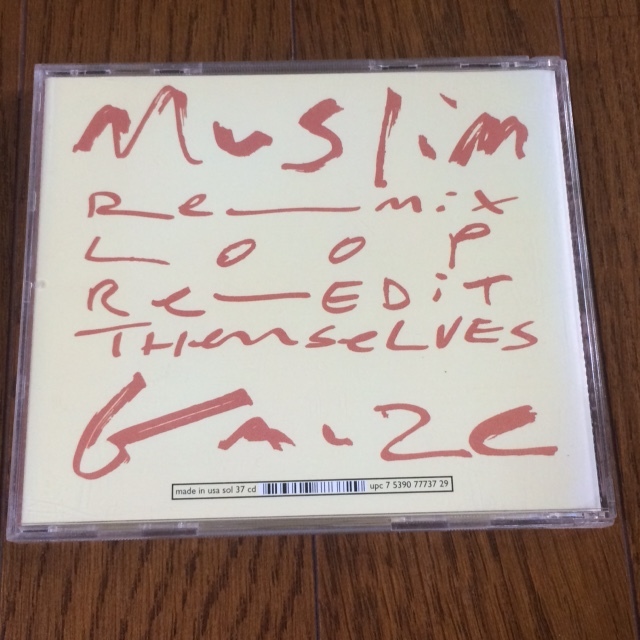 Muslim
Re-mix
LOOP
Re-EDiT
THemseLVES
Gauze
made in usa sol 37 cd upc 7 5390 77737 29